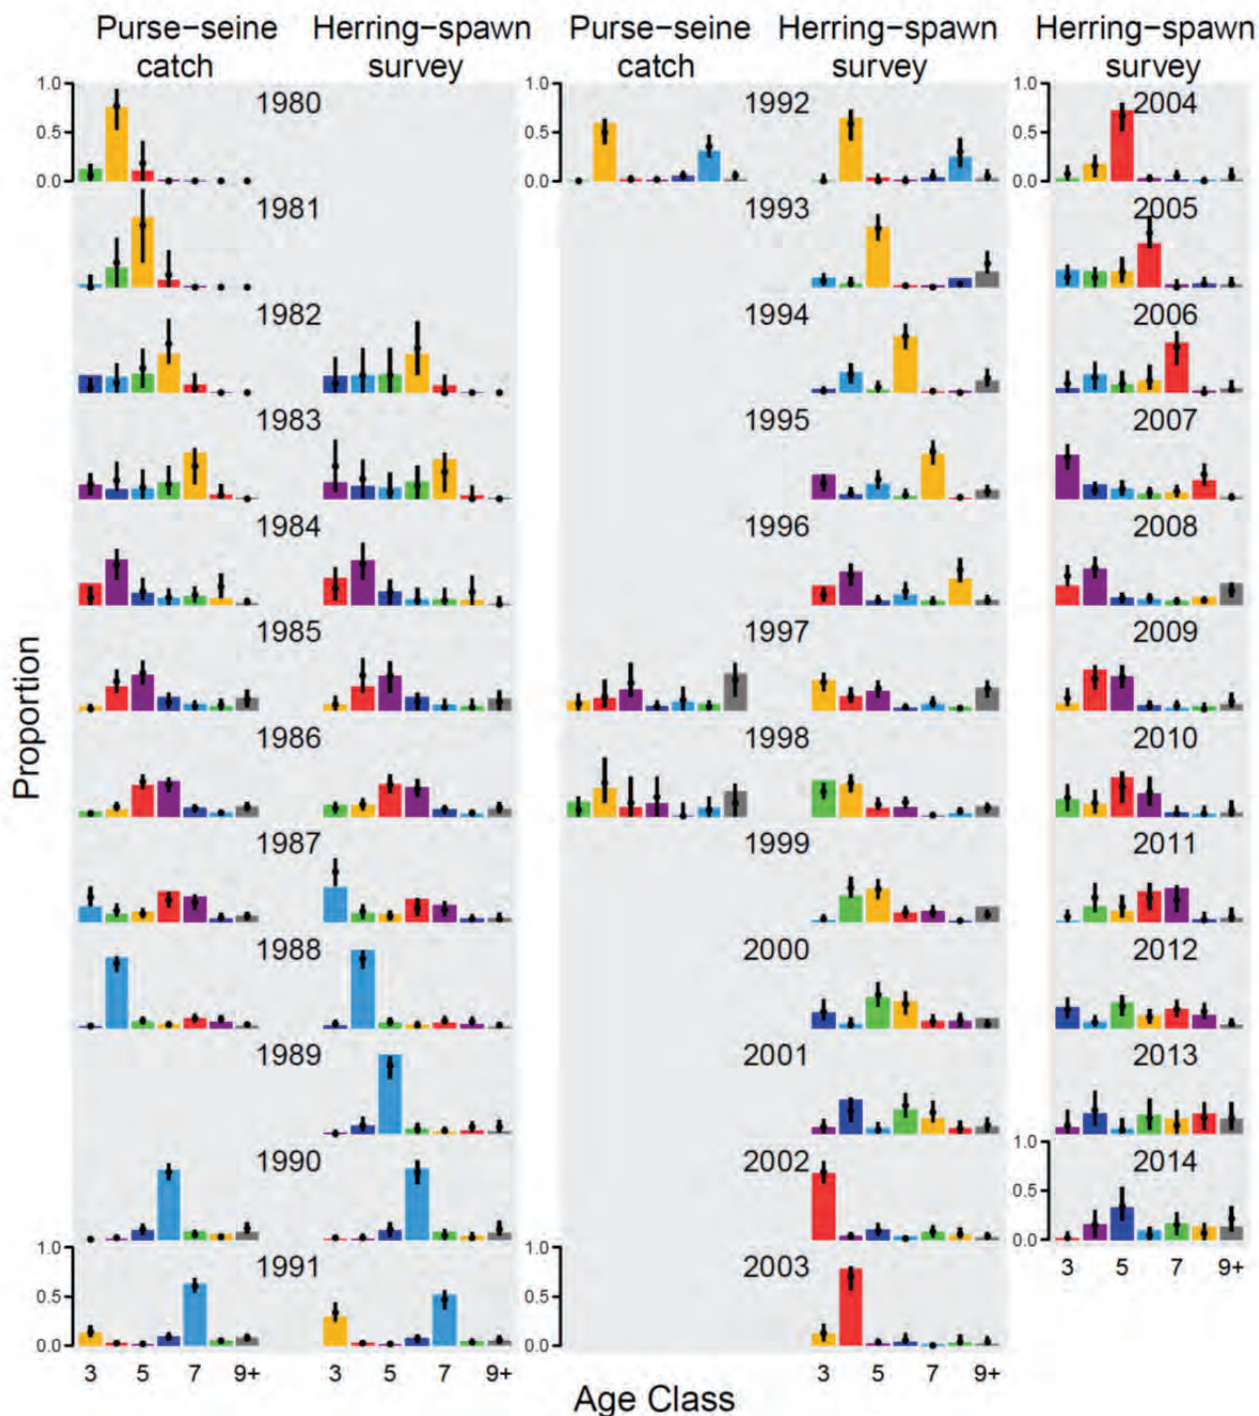 Purse−seine Herring−spawn Purse−seine Herring−spawn Herring−spawn
catch survey catch survey survey
1.0 1980 1.0 1992 1.0 2004
0.5 0.5 0.5
0.0 0.0 0.0
1981 1993 2005
1982 1994 2006
1983 1995 2007
1984 1996 2008
1985 1997 2009
1986 1998 2010
1987 1999 2011
1988 2000 2012
1989 2001 2013
1990 2002 1.0 2014
0.5
0.0
1.0 1991 1.0 2003
0.5 0.5
0.0 0.0
3 5 7 9+
3 5 7 9+ 3 5 7 9+ 3 5 7 9+
Proportion
Age Class